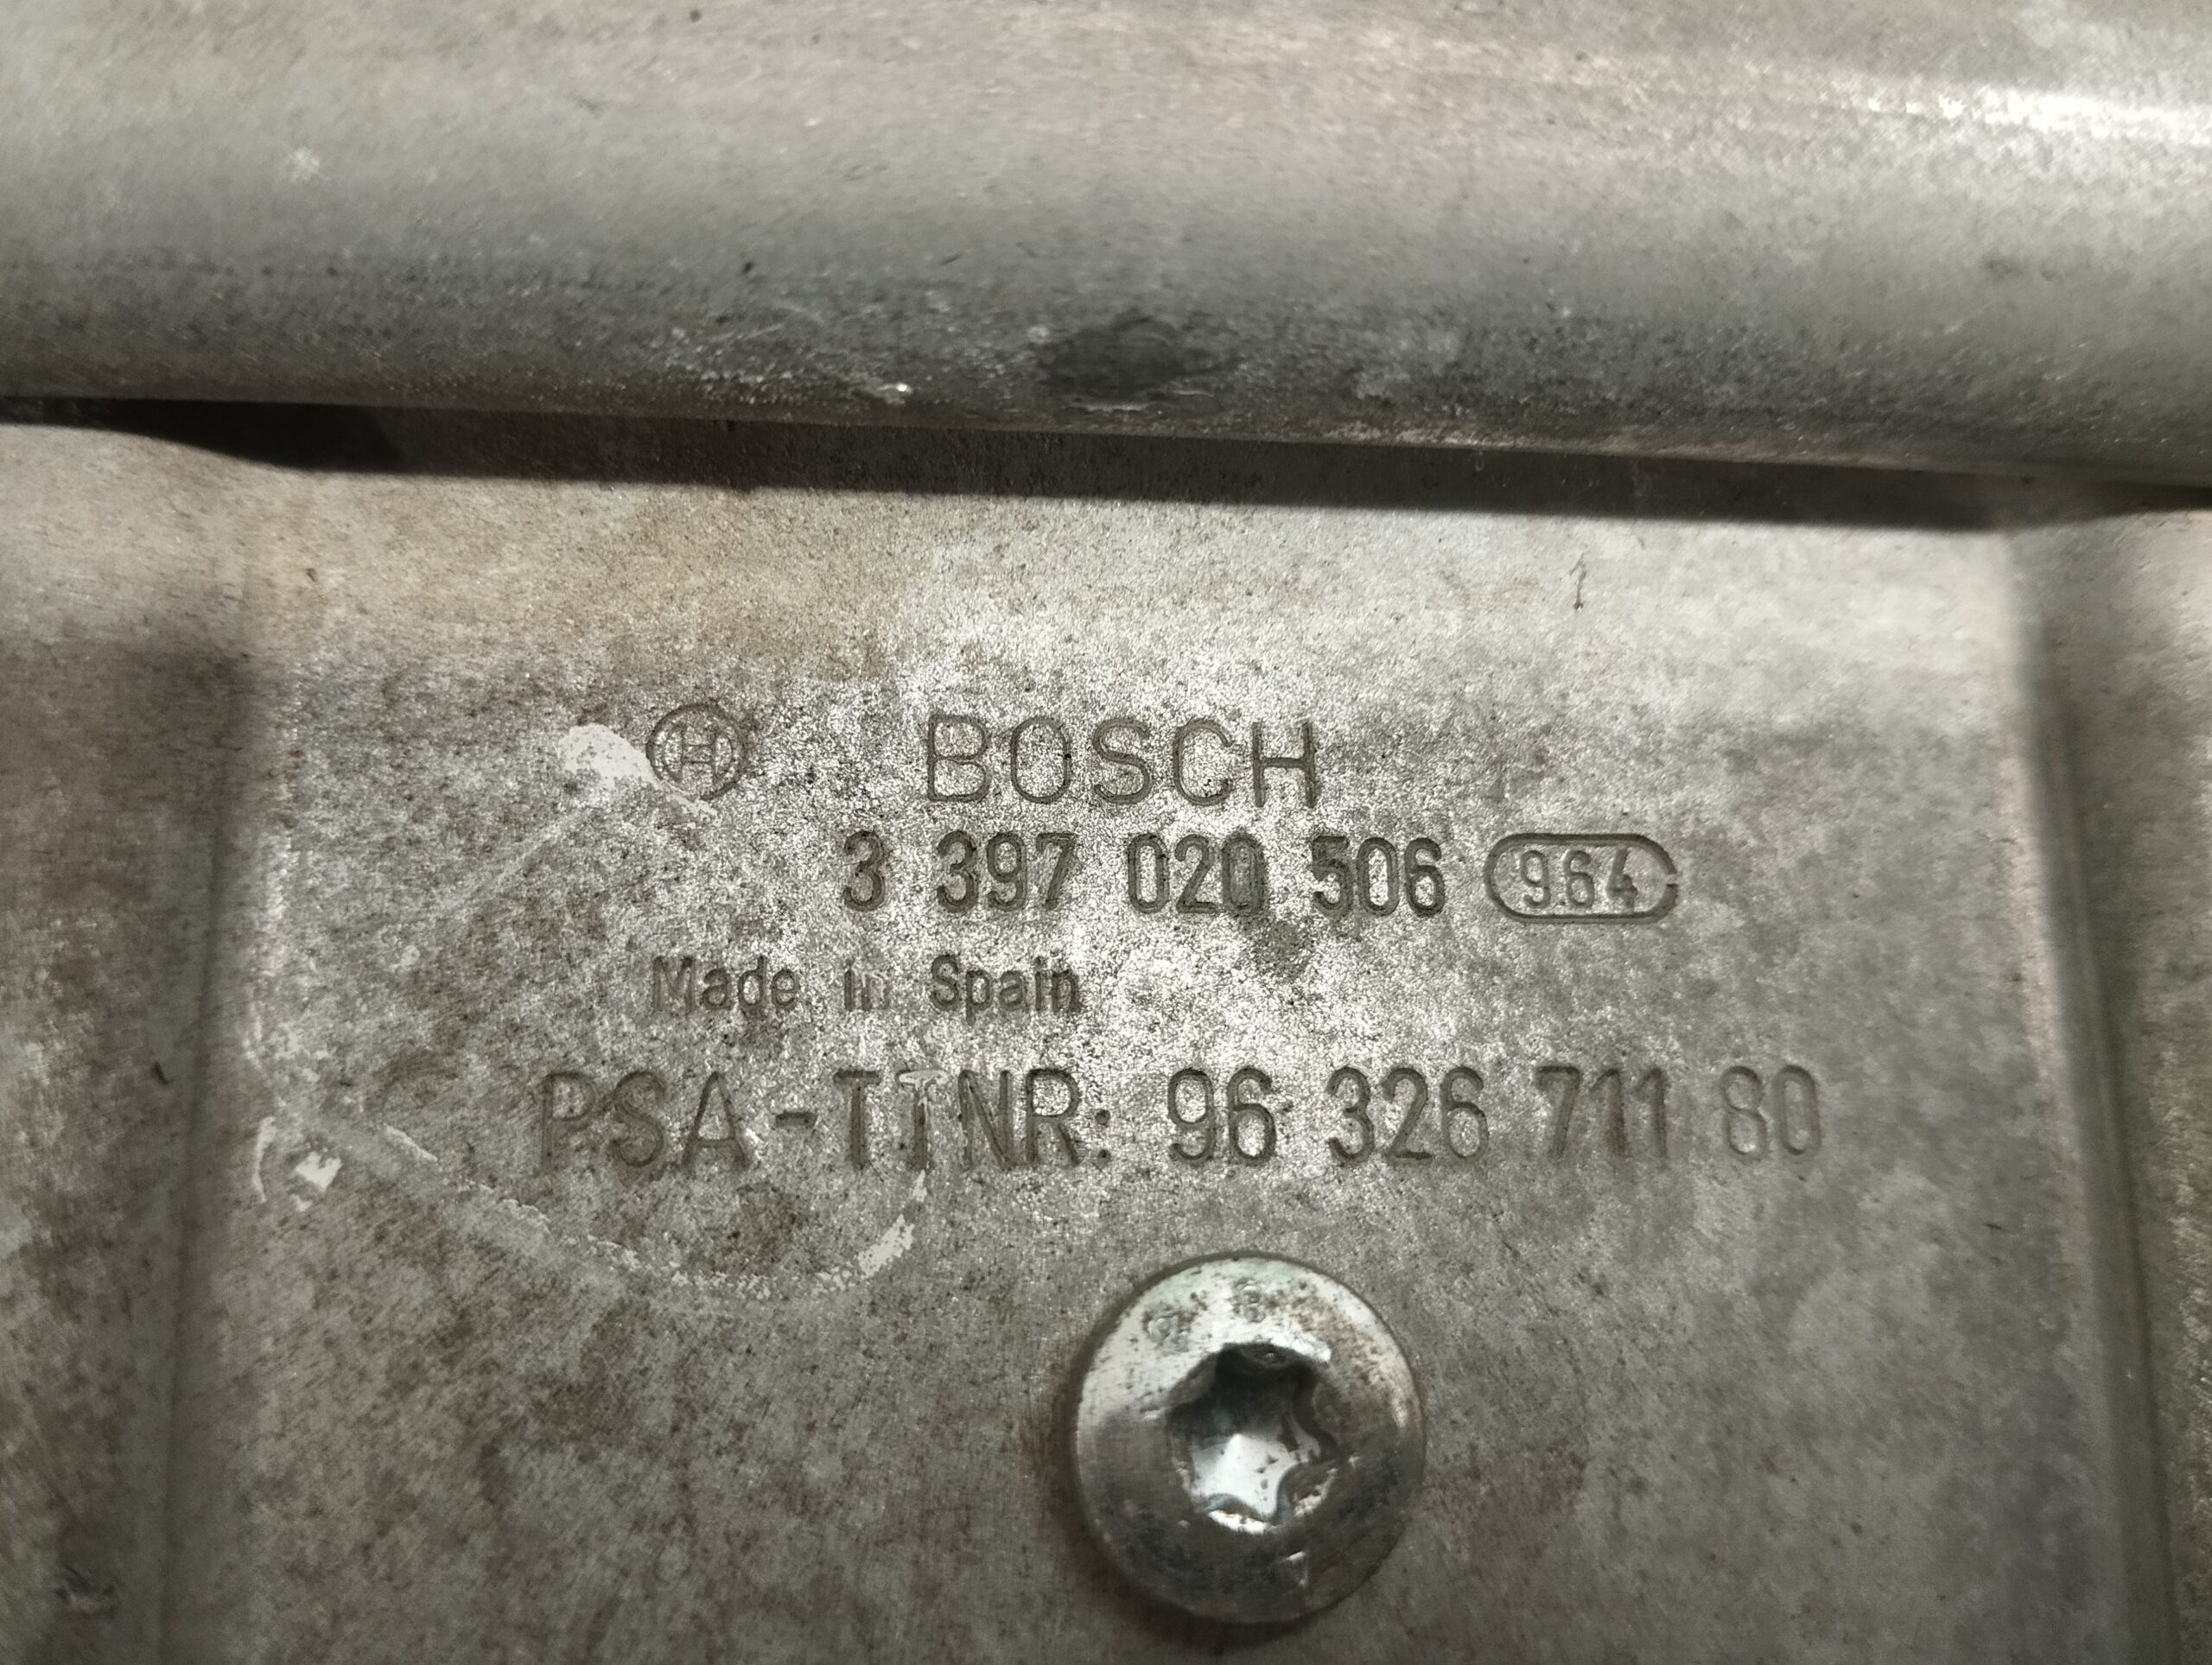 H BOSCH
3 397 020 506 964
Made in Spain
PSA-TTNR: 96 326 711 80